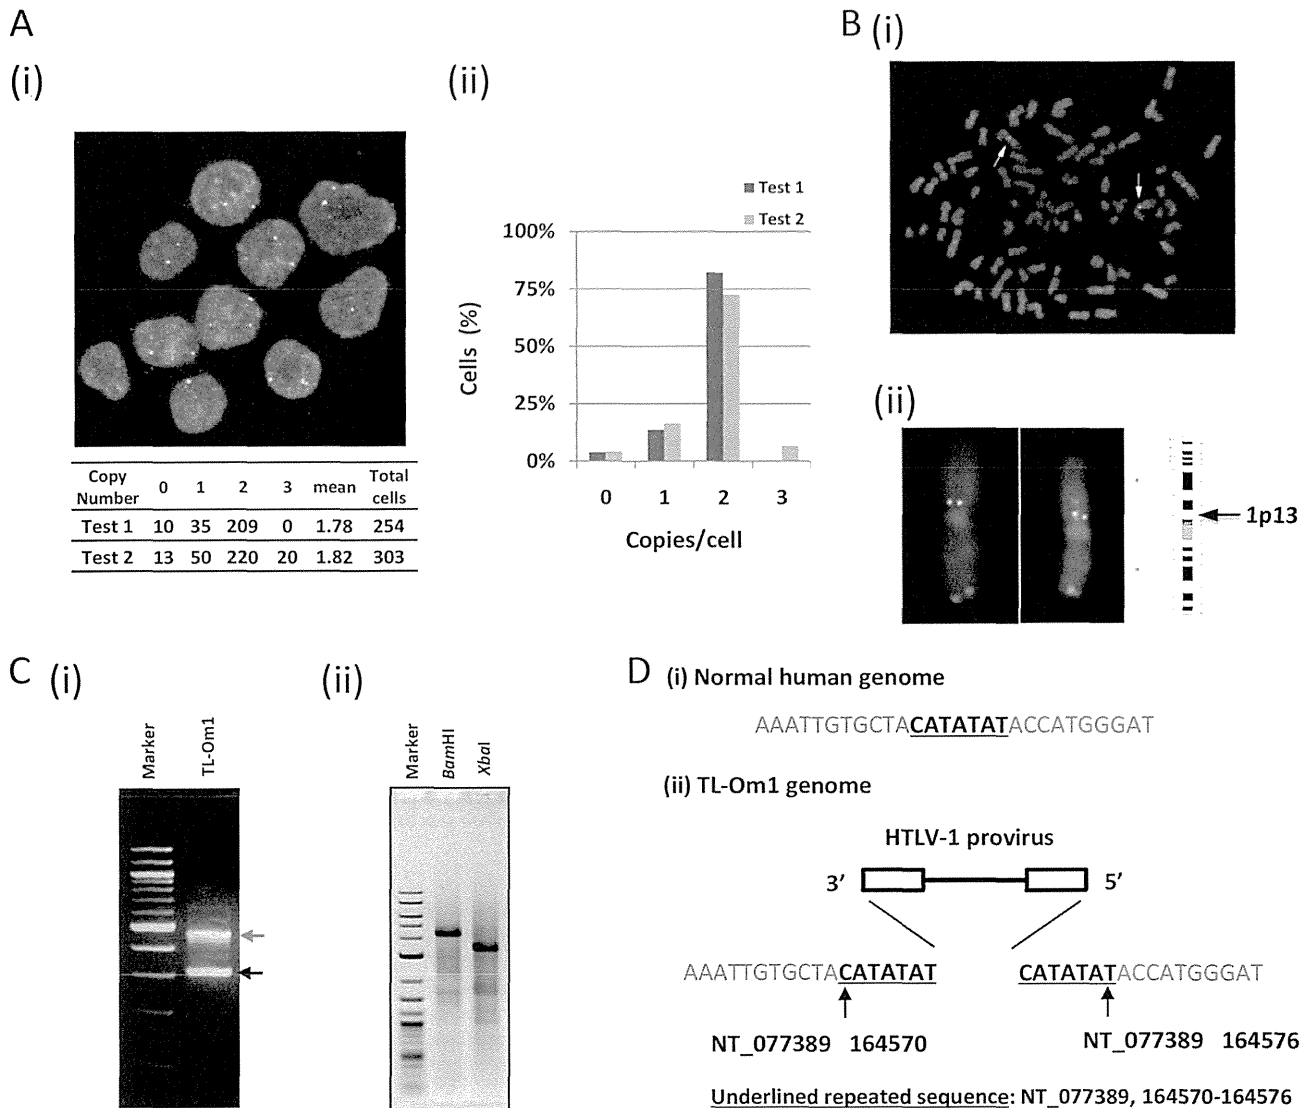 A
(i)
Copy Number 0 1 2 3 mean Total cells
Test 1 10 35 209 0 1.78 254
Test 2 13 50 220 20 1.82 303
(ii)
Test 1
Test 2
100%
75%
50%
25%
0%
Cells (%)
0 1 2 3
Copies/cell
B
(i)
(ii)
1p13
C
(i)
Marker
TL-Om1
(ii)
Marker
BamHI
XbaI
D
(i) Normal human genome
AAATTGTGCTACATATATACCATGGGAT
(ii) TL-Om1 genome
HTLV-1 provirus
3’ 5’
AAATTGTGCTACATATAT CATATATACCATGGGAT
NT_077389 164570 NT_077389 164576
Underlined repeated sequence: NT_077389, 164570-164576